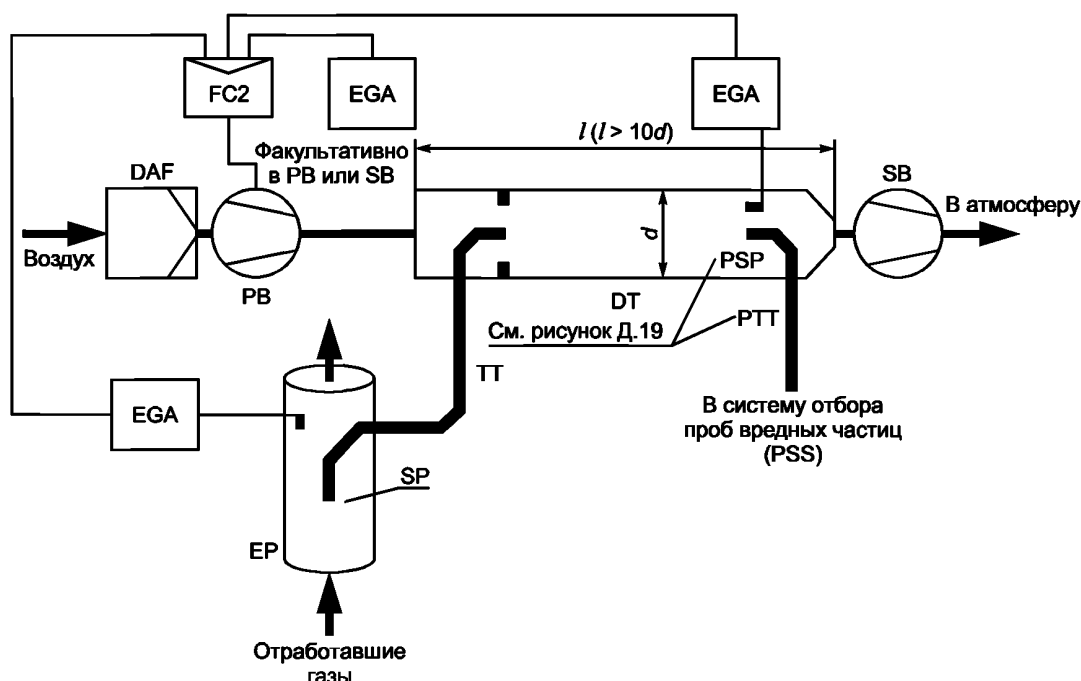 FC2
EGA
EGA
l (l > 10d)
Факультативно
в PB или SB
DAF
SB
В атмосферу
Воздух
d
PB
PSP
DT
PTT
См. рисунок Д.19
TT
EGA
В систему отбора
проб вредных частиц
(PSS)
SP
EP
Отработавшие
газы